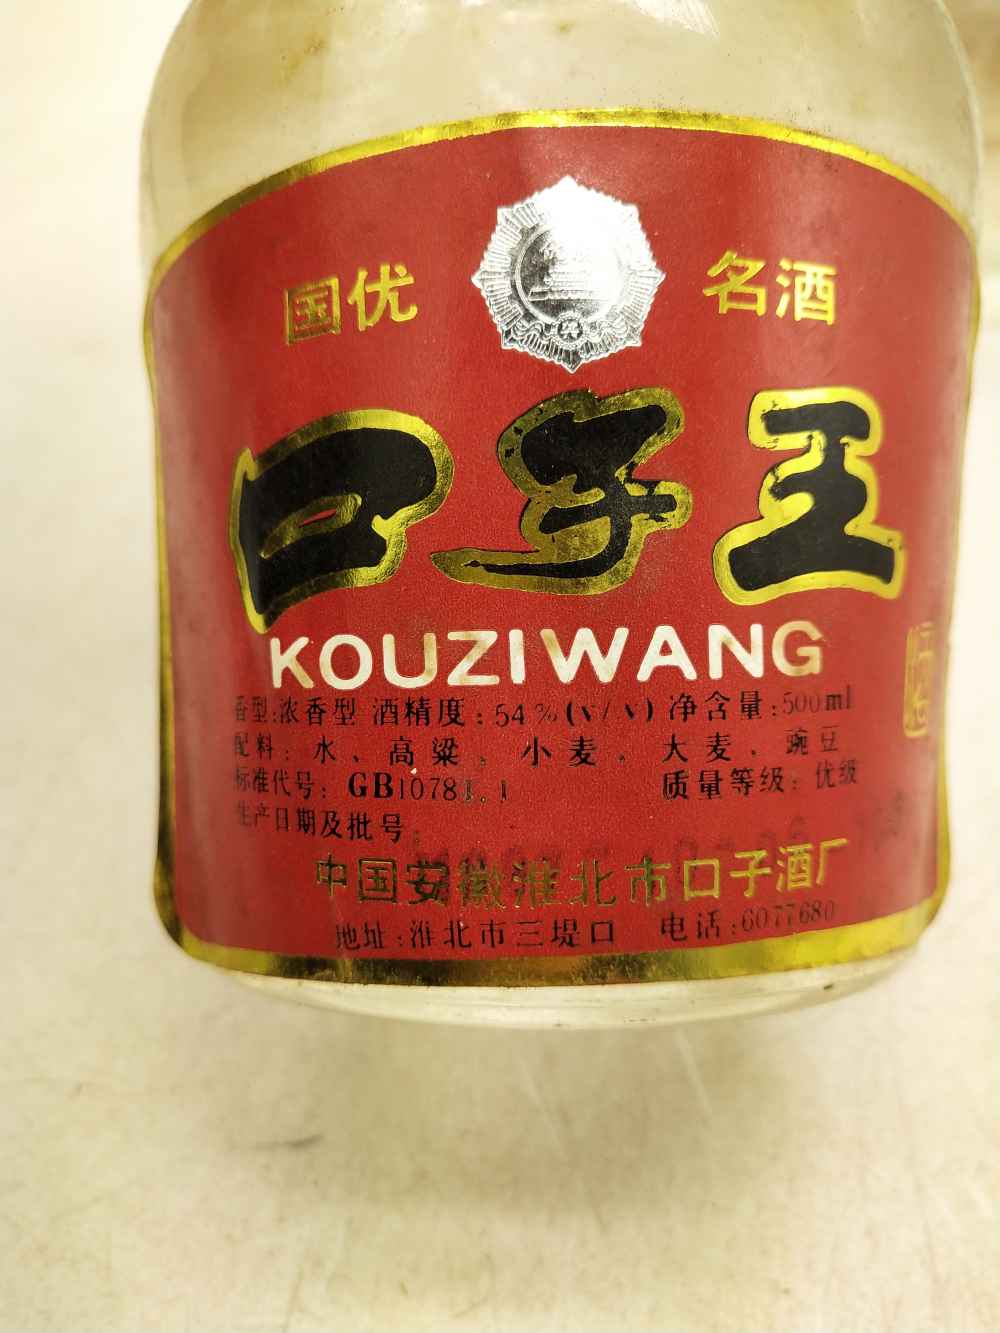 国优 名酒
口子王
KOUZIWANG
酒
香型:浓香型 酒精度:54%(v/v) 净含量:500ml
配料:水、高粱、小麦、大麦、豌豆
标准代号:GB10781.1 质量等级:优级
生产日期及批号:
中国安徽淮北市口子酒厂
地址:淮北市三堤口 电话:6077680